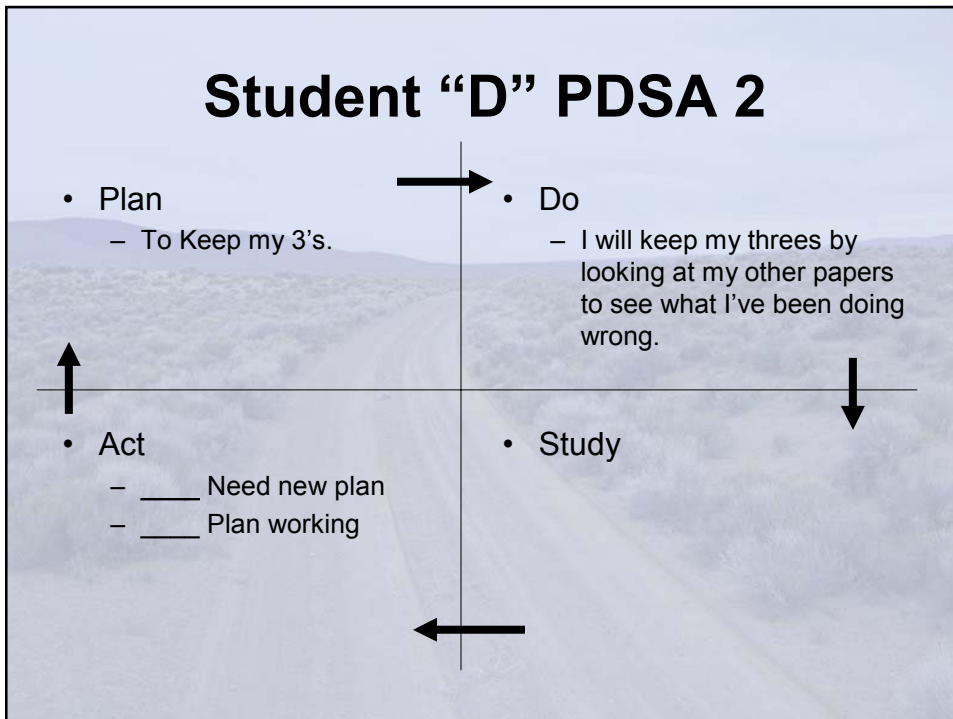 Student “D” PDSA 2
• Plan
– To Keep my 3’s.
• Do
– I will keep my threes by
looking at my other papers
to see what I’ve been doing
wrong.
• Act
– ____ Need new plan
– ____ Plan working
• Study